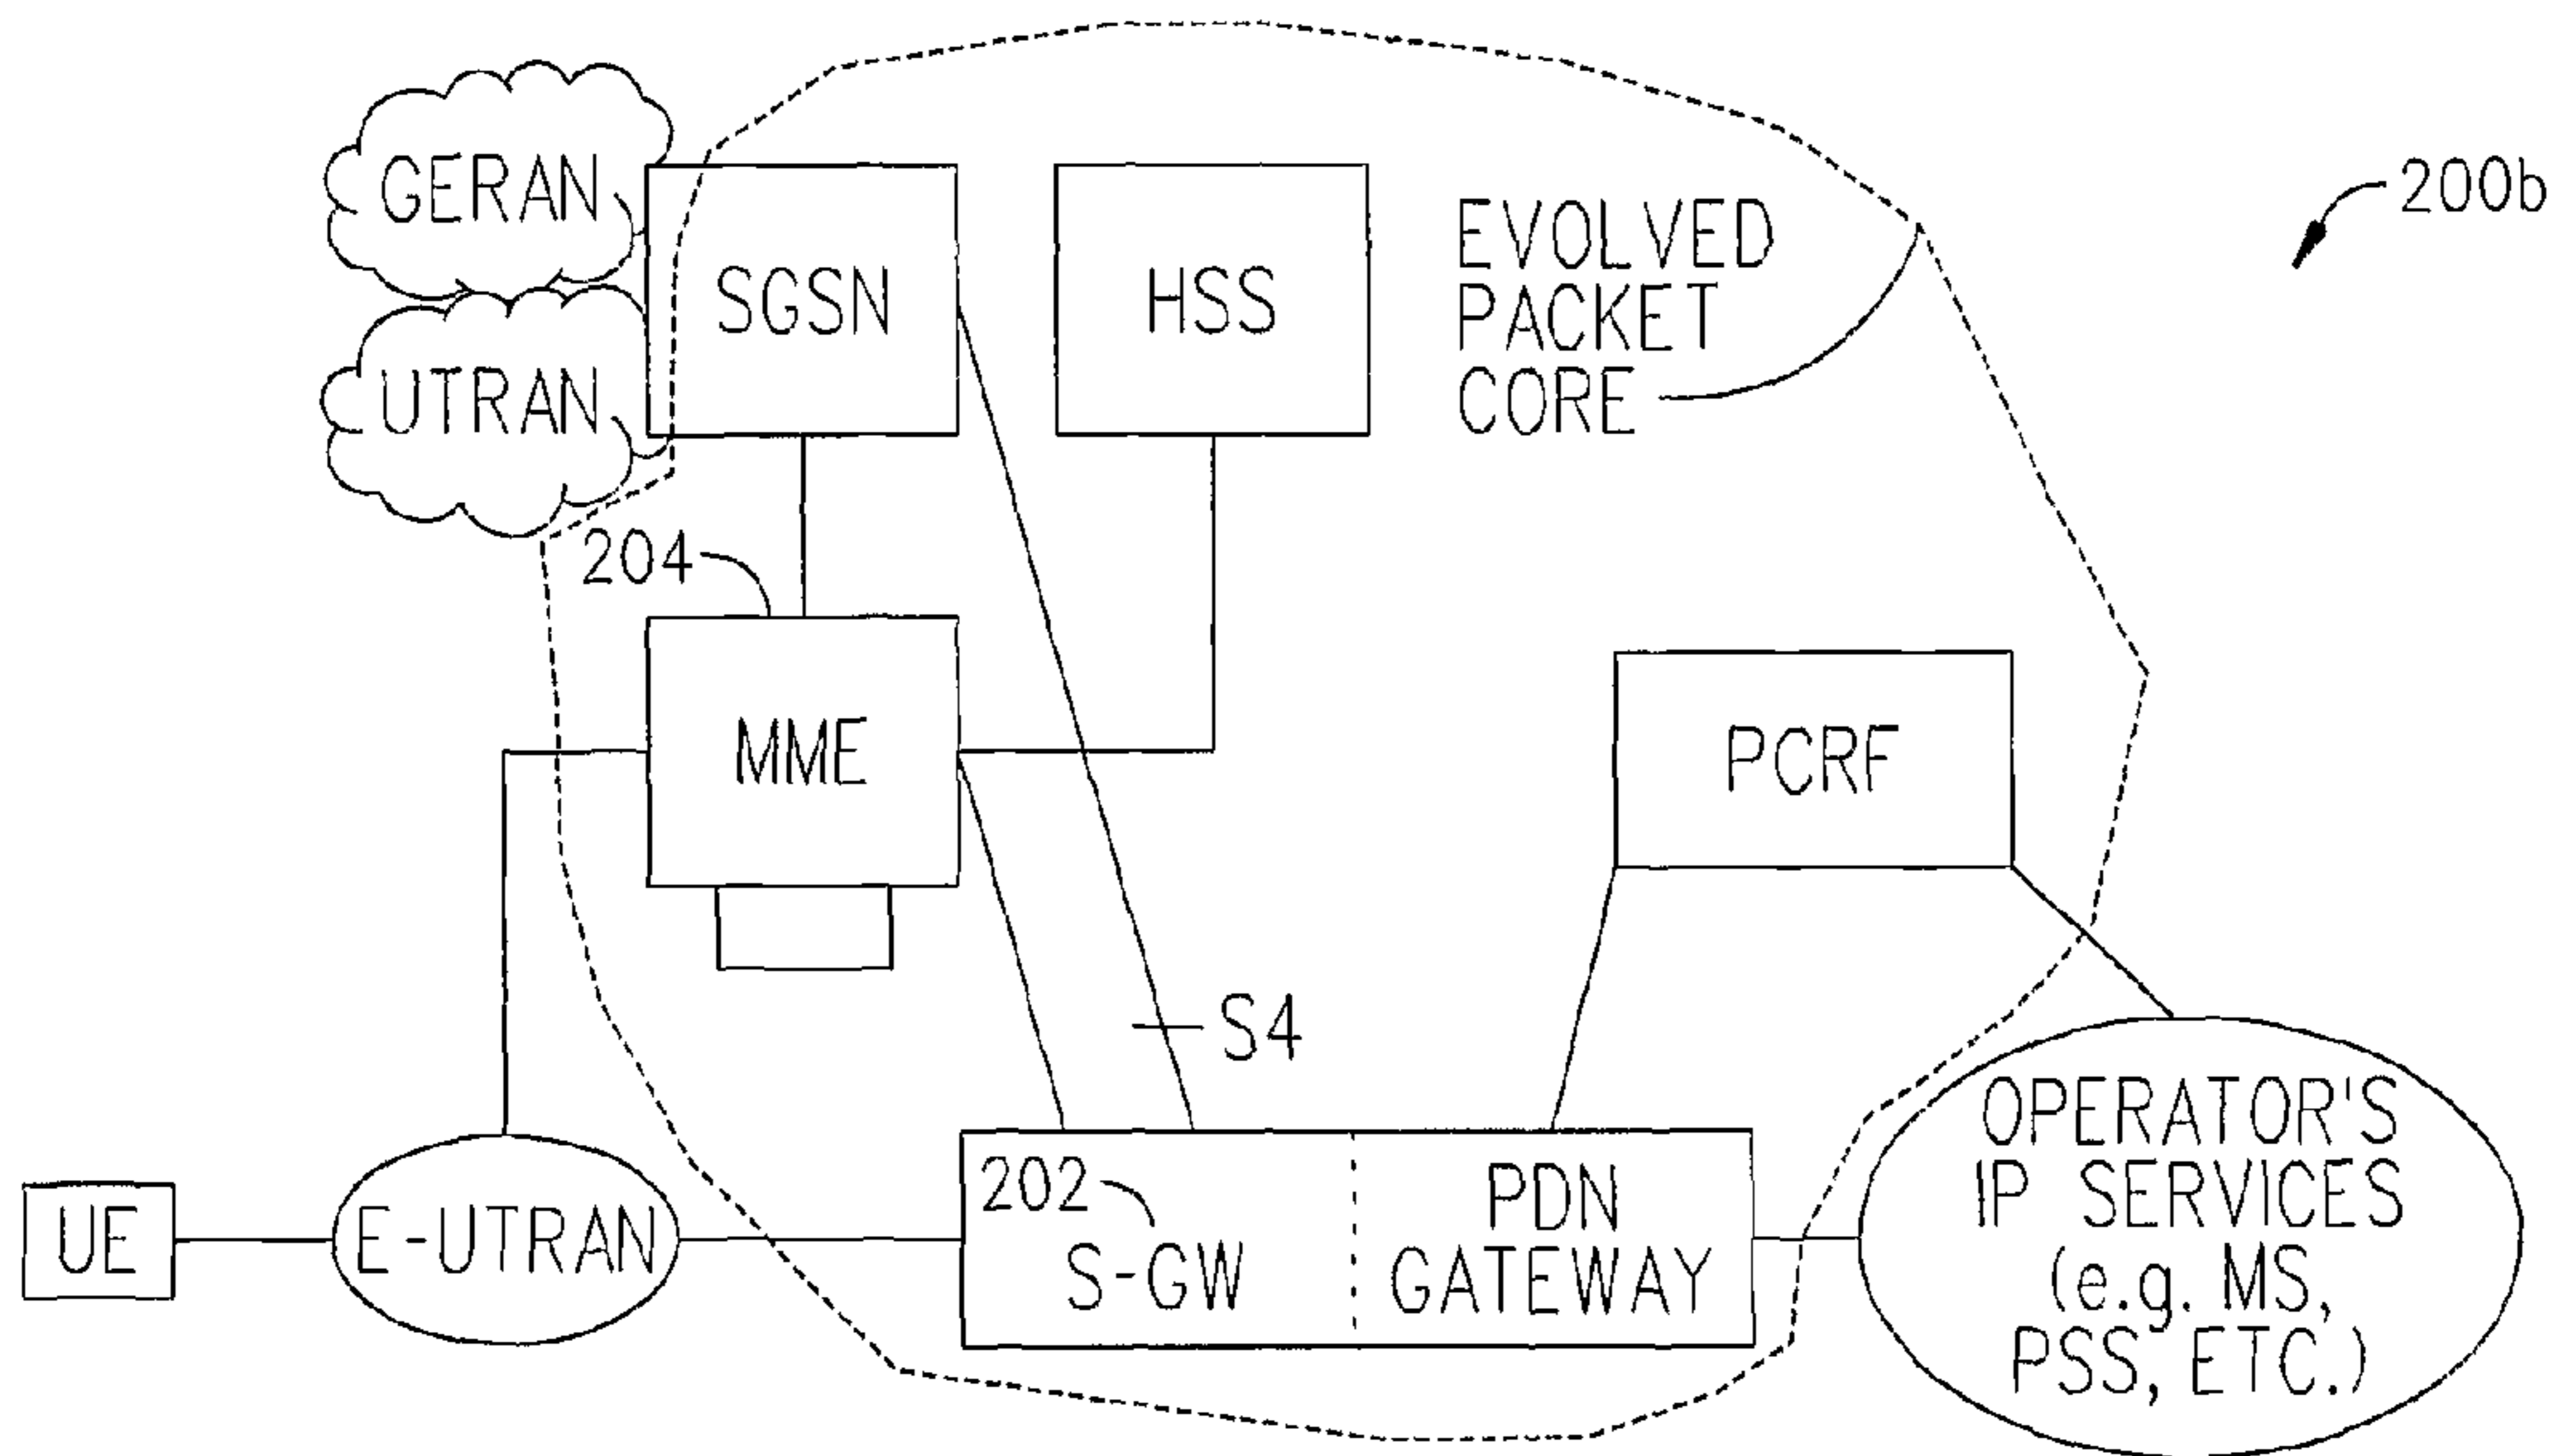 200b
GERAN
SGSN
HSS
EVOLVED
PACKET
CORE
UTRAN
204
MME
PCRF
S4
OPERATOR'S
IP SERVICES
(e.g. MS,
PSS, ETC.)
202
S-GW
PDN
GATEWAY
UE
E-UTRAN